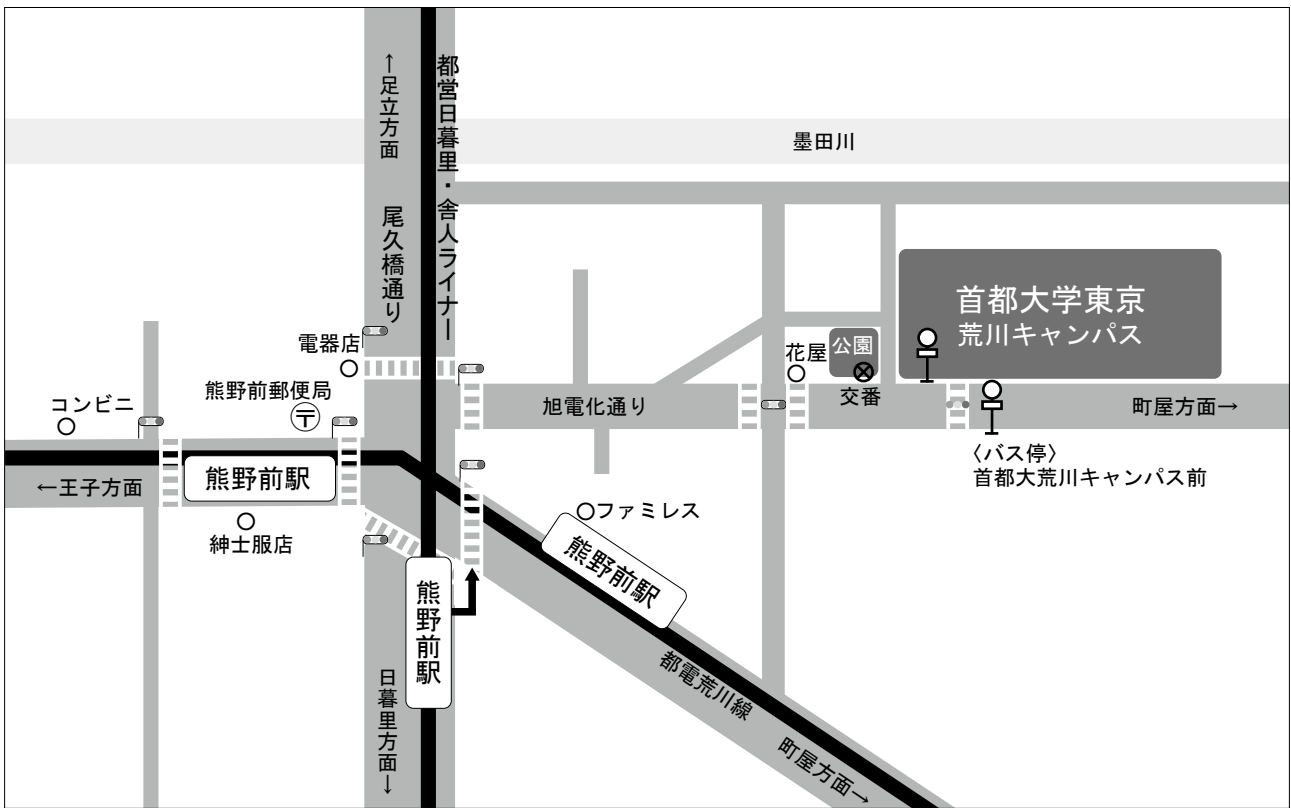 ↑足立方面
都営日暮里・舎人ライナー
墨田川
尾久橋通り
首都大学東京
荒川キャンパス
電器店
花屋
公園
熊野前郵便局
〒
コンビニ
旭電化通り
交番
町屋方面→
〈バス停〉
首都大荒川キャンパス前
←王子方面
熊野前駅
ファミレス
紳士服店
熊野前駅
熊野前駅
都電荒川線
日暮里方面↓
町屋方面→